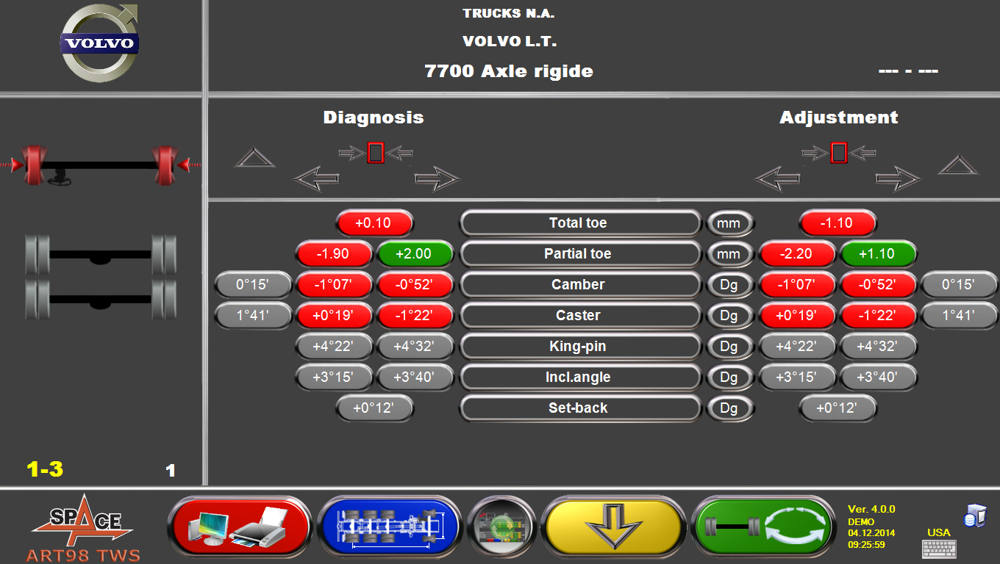 VOLVO
TRUCKS N.A.
VOLVO L.T.
7700 Axle rigide
--- - ---
Diagnosis
Adjustment
+0.10 Total toe mm -1.10
-1.90 +2.00 Partial toe mm -2.20 +1.10
0°15' -1°07' -0°52' Camber Dg -1°07' -0°52' 0°15'
1°41' +0°19' -1°22' Caster Dg +0°19' -1°22' 1°41'
+4°22' +4°32' King-pin Dg +4°22' +4°32'
+3°15' +3°40' Incl.angle Dg +3°15' +3°40'
+0°12' Set-back Dg +0°12'
1-3 1
SPACE
ART98 TWS
Ver. 4.0.0
DEMO
04.12.2014
09:25:59
USA